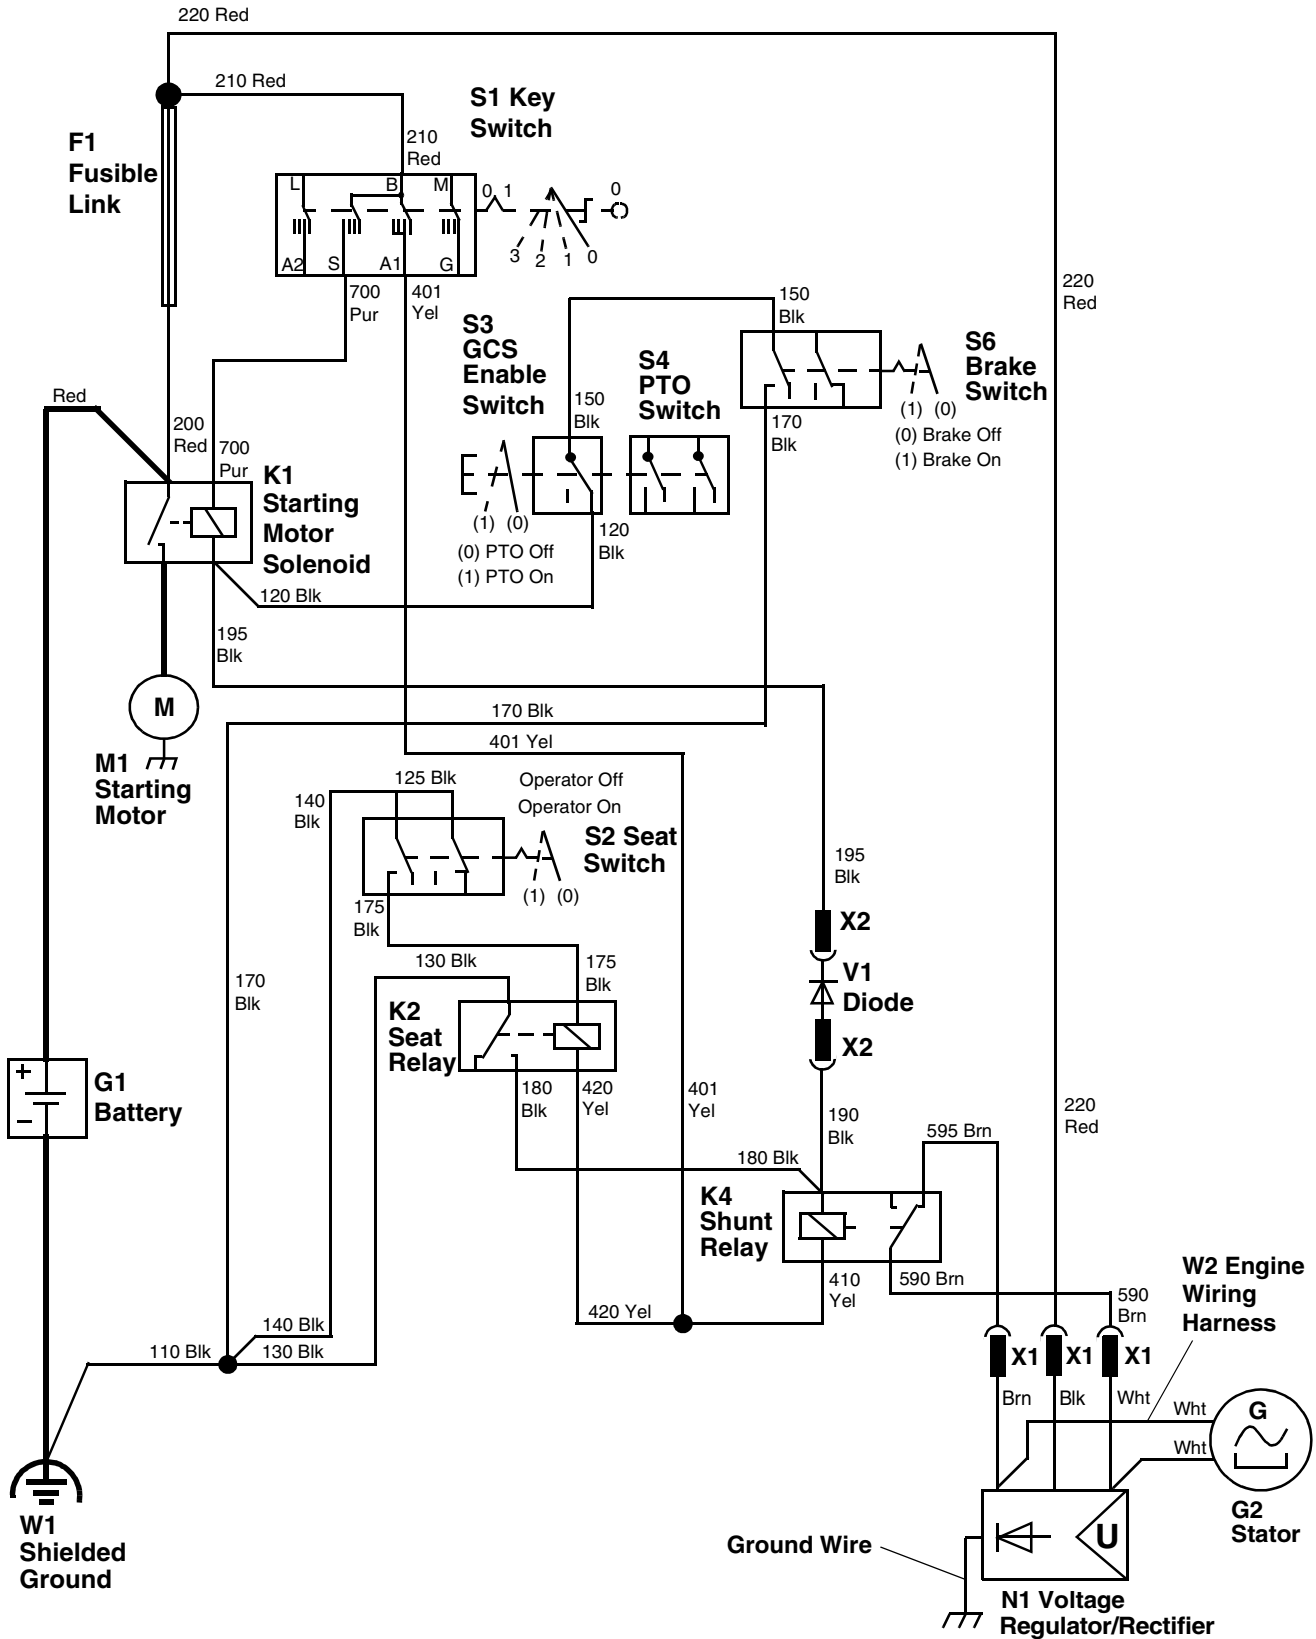 220 Red
210 Red
S1 Key
Switch
F1
Fusible
Link
210
Red
L
B
M
0 1
0
A2
S
A1
G
3
2
1
0
700
Pur
401
Yel
220
Red
150
Blk
S3
GCS
Enable
Switch
S4
PTO
Switch
S6
Brake
Switch
Red
150
Blk
(1) (0)
170
Blk
(0) Brake Off
(1) Brake On
200
Red
700
Pur
K1
Starting
Motor
Solenoid
(1) (0)
120
Blk
(0) PTO Off
(1) PTO On
120 Blk
195
Blk
M
170 Blk
401 Yel
M1
Starting
Motor
125 Blk
Operator Off
Operator On
140
Blk
S2 Seat
Switch
(1) (0)
195
Blk
175
Blk
X2
130 Blk
175
Blk
170
Blk
V1
Diode
K2
Seat
Relay
X2
+
−
G1
Battery
180
Blk
420
Yel
401
Yel
190
Blk
595 Brn
220
Red
180 Blk
K4
Shunt
Relay
410
Yel
590 Brn
590
Brn
W2 Engine
Wiring
Harness
420 Yel
140 Blk
110 Blk
130 Blk
X1
X1
X1
Brn
Blk
Wht
Wht
G
Wht
W1
Shielded
Ground
G2
Stator
Ground Wire
U
N1 Voltage
Regulator/Rectifier